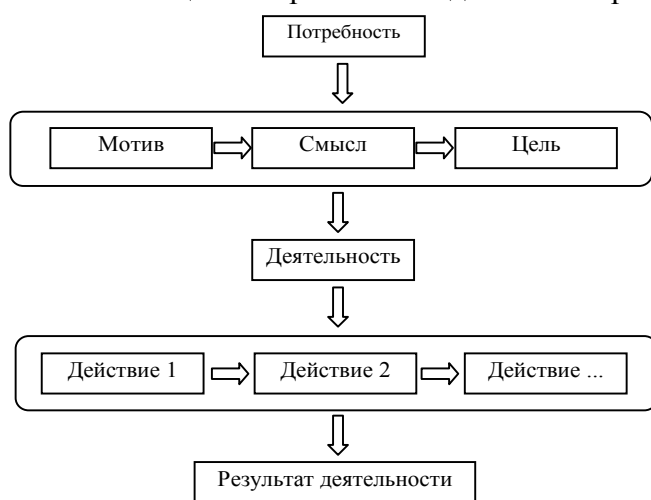 Потребность
Мотив
Смысл
Цель
Деятельность
Действие 1
Действие 2
Действие ...
Результат деятельности